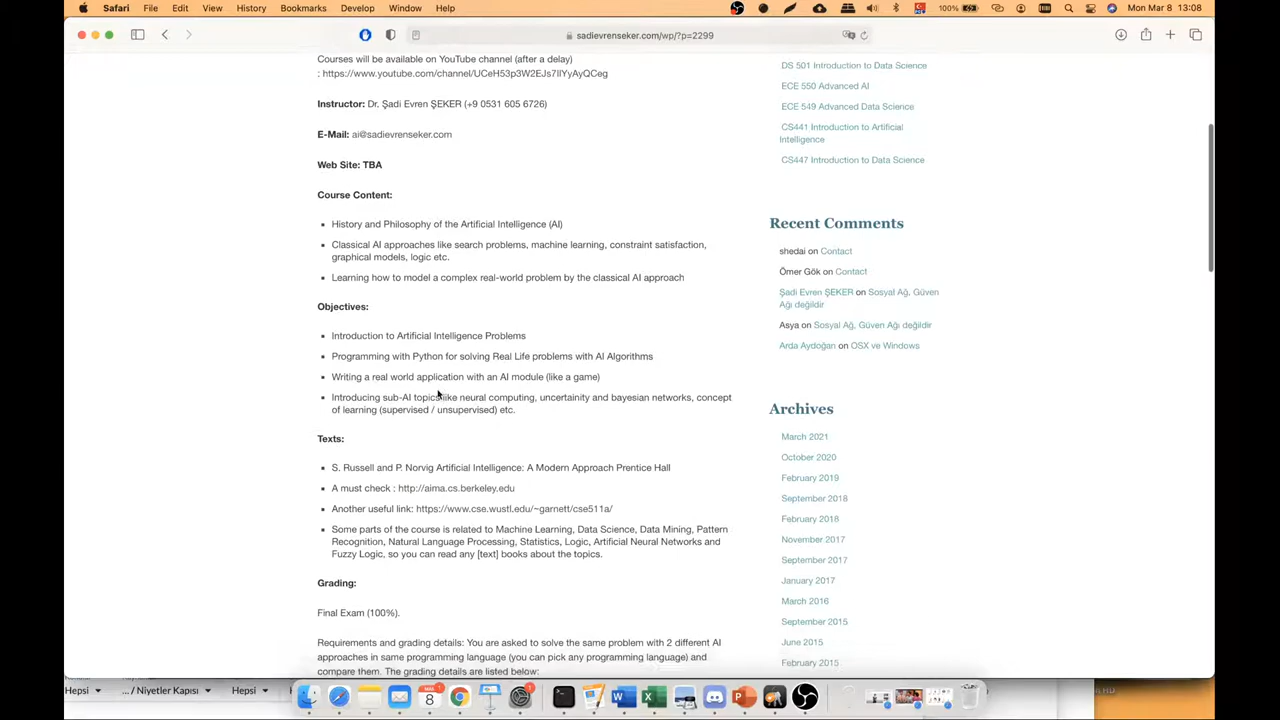 Safari File Edit View History Bookmarks Develop Window Help 100% Mon Mar 8 13:08
sadievrenseker.com/wp/?p=2299
Courses will be available on YouTube channel (after a delay)
: https://www.youtube.com/channel/UCeH53p3W2EJs7IlYyAyQCeg
Instructor: Dr. Şadi Evren ŞEKER (+9 0531 605 6726)
E-Mail: ai@sadievrenseker.com
Web Site: TBA
Course Content:
History and Philosophy of the Artificial Intelligence (AI)
Classical AI approaches like search problems, machine learning, constraint satisfaction,
graphical models, logic etc.
Learning how to model a complex real-world problem by the classical AI approach
Objectives:
Introduction to Artificial Intelligence Problems
Programming with Python for solving Real Life problems with AI Algorithms
Writing a real world application with an AI module (like a game)
Introducing sub-AI topics like neural computing, uncertainity and bayesian networks, concept
of learning (supervised / unsupervised) etc.
Texts:
S. Russell and P. Norvig Artificial Intelligence: A Modern Approach Prentice Hall
A must check : http://aima.cs.berkeley.edu
Another useful link: https://www.cse.wustl.edu/~garnett/cse511a/
Some parts of the course is related to Machine Learning, Data Science, Data Mining, Pattern
Recognition, Natural Language Processing, Statistics, Logic, Artificial Neural Networks and
Fuzzy Logic, so you can read any [text] books about the topics.
Grading:
Final Exam (100%).
Requirements and grading details: You are asked to solve the same problem with 2 different AI
approaches in same programming language (you can pick any programming language) and
compare them. The grading details are listed below:
DS 501 Introduction to Data Science
ECE 550 Advanced AI
ECE 549 Advanced Data Science
CS441 Introduction to Artificial
Intelligence
CS447 Introduction to Data Science
Recent Comments
shedai on Contact
Ömer Gök on Contact
Şadi Evren ŞEKER on Sosyal Ağ, Güven
Ağı değildir
Asya on Sosyal Ağ, Güven Ağı değildir
Arda Aydoğan on OSX ve Windows
Archives
March 2021
October 2020
February 2019
September 2018
February 2018
November 2017
September 2017
January 2017
March 2016
September 2015
June 2015
February 2015
Hepsi ... / Niyetler Kapısı Hepsi
MAR
8